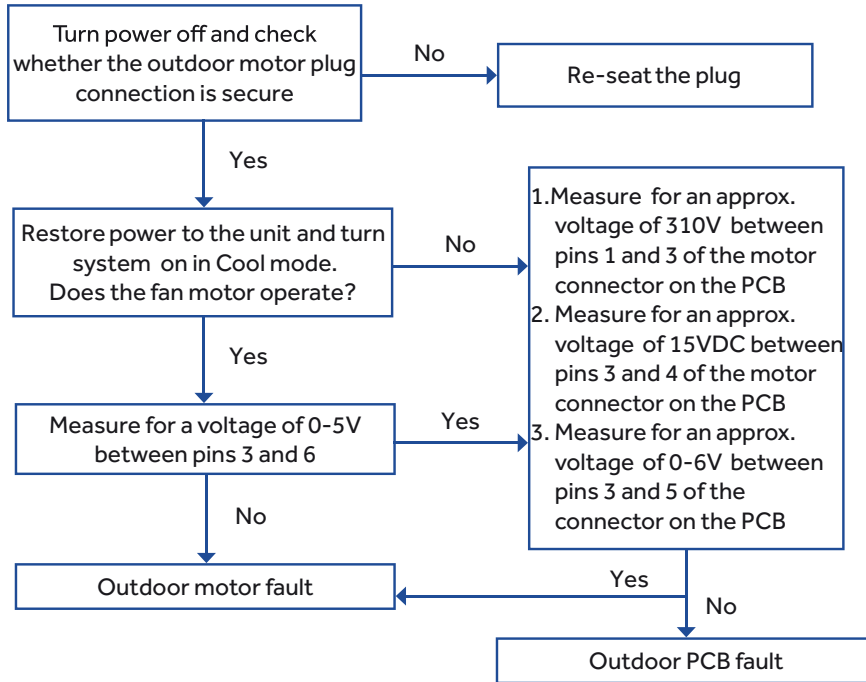 Turn power off and check
whether the outdoor motor plug
connection is secure
No
Re-seat the plug
Yes
Restore power to the unit and turn
system on in Cool mode.
Does the fan motor operate?
No
1.Measure for an approx.
voltage of 310V between
pins 1 and 3 of the motor
connector on the PCB
2. Measure for an approx.
voltage of 15VDC between
pins 3 and 4 of the motor
connector on the PCB
3. Measure for an approx.
voltage of 0-6V between
pins 3 and 5 of the
connector on the PCB
Yes
Measure for a voltage of 0-5V
between pins 3 and 6
Yes
No
Outdoor motor fault
Yes
No
Outdoor PCB fault